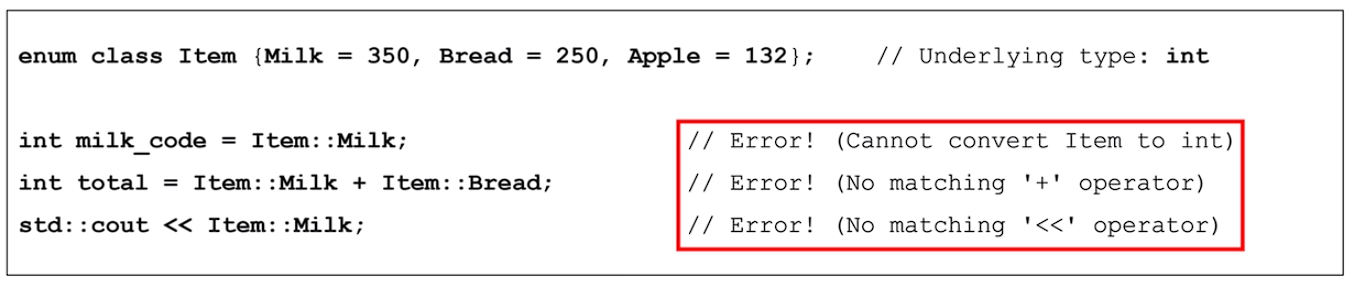 enum class Item {Milk = 350, Bread = 250, Apple = 132}; // Underlying type: int
int milk_code = Item::Milk; // Error! (Cannot convert Item to int)
int total = Item::Milk + Item::Bread; // Error! (No matching '+' operator)
std::cout << Item::Milk; // Error! (No matching '<<' operator)